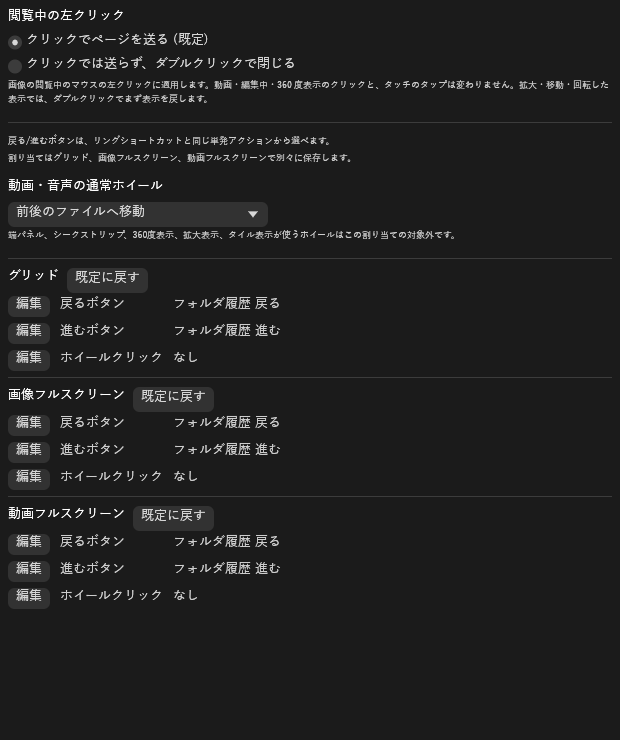 閲覧中の左クリック
クリックでページを送る (既定)
クリックでは送らず、ダブルクリックで閉じる
画像の閲覧中のマウスの左クリックに適用します。動画・編集中・360 度表示のクリックと、タッチのタップは変わりません。拡大・移動・回転した
表示では、ダブルクリックでまず表示を戻します。
戻る/進むボタンは、リングショートカットと同じ単発アクションから選べます。
割り当てはグリッド、画像フルスクリーン、動画フルスクリーンで別々に保存します。
動画・音声の通常ホイール
前後のファイルへ移動
端パネル、シークストリップ、360度表示、拡大表示、タイル表示が使うホイールはこの割り当ての対象外です。
グリッド 既定に戻す
編集 戻るボタン フォルダ履歴 戻る
編集 進むボタン フォルダ履歴 進む
編集 ホイールクリック なし
画像フルスクリーン 既定に戻す
編集 戻るボタン フォルダ履歴 戻る
編集 進むボタン フォルダ履歴 進む
編集 ホイールクリック なし
動画フルスクリーン 既定に戻す
編集 戻るボタン フォルダ履歴 戻る
編集 進むボタン フォルダ履歴 進む
編集 ホイールクリック なし